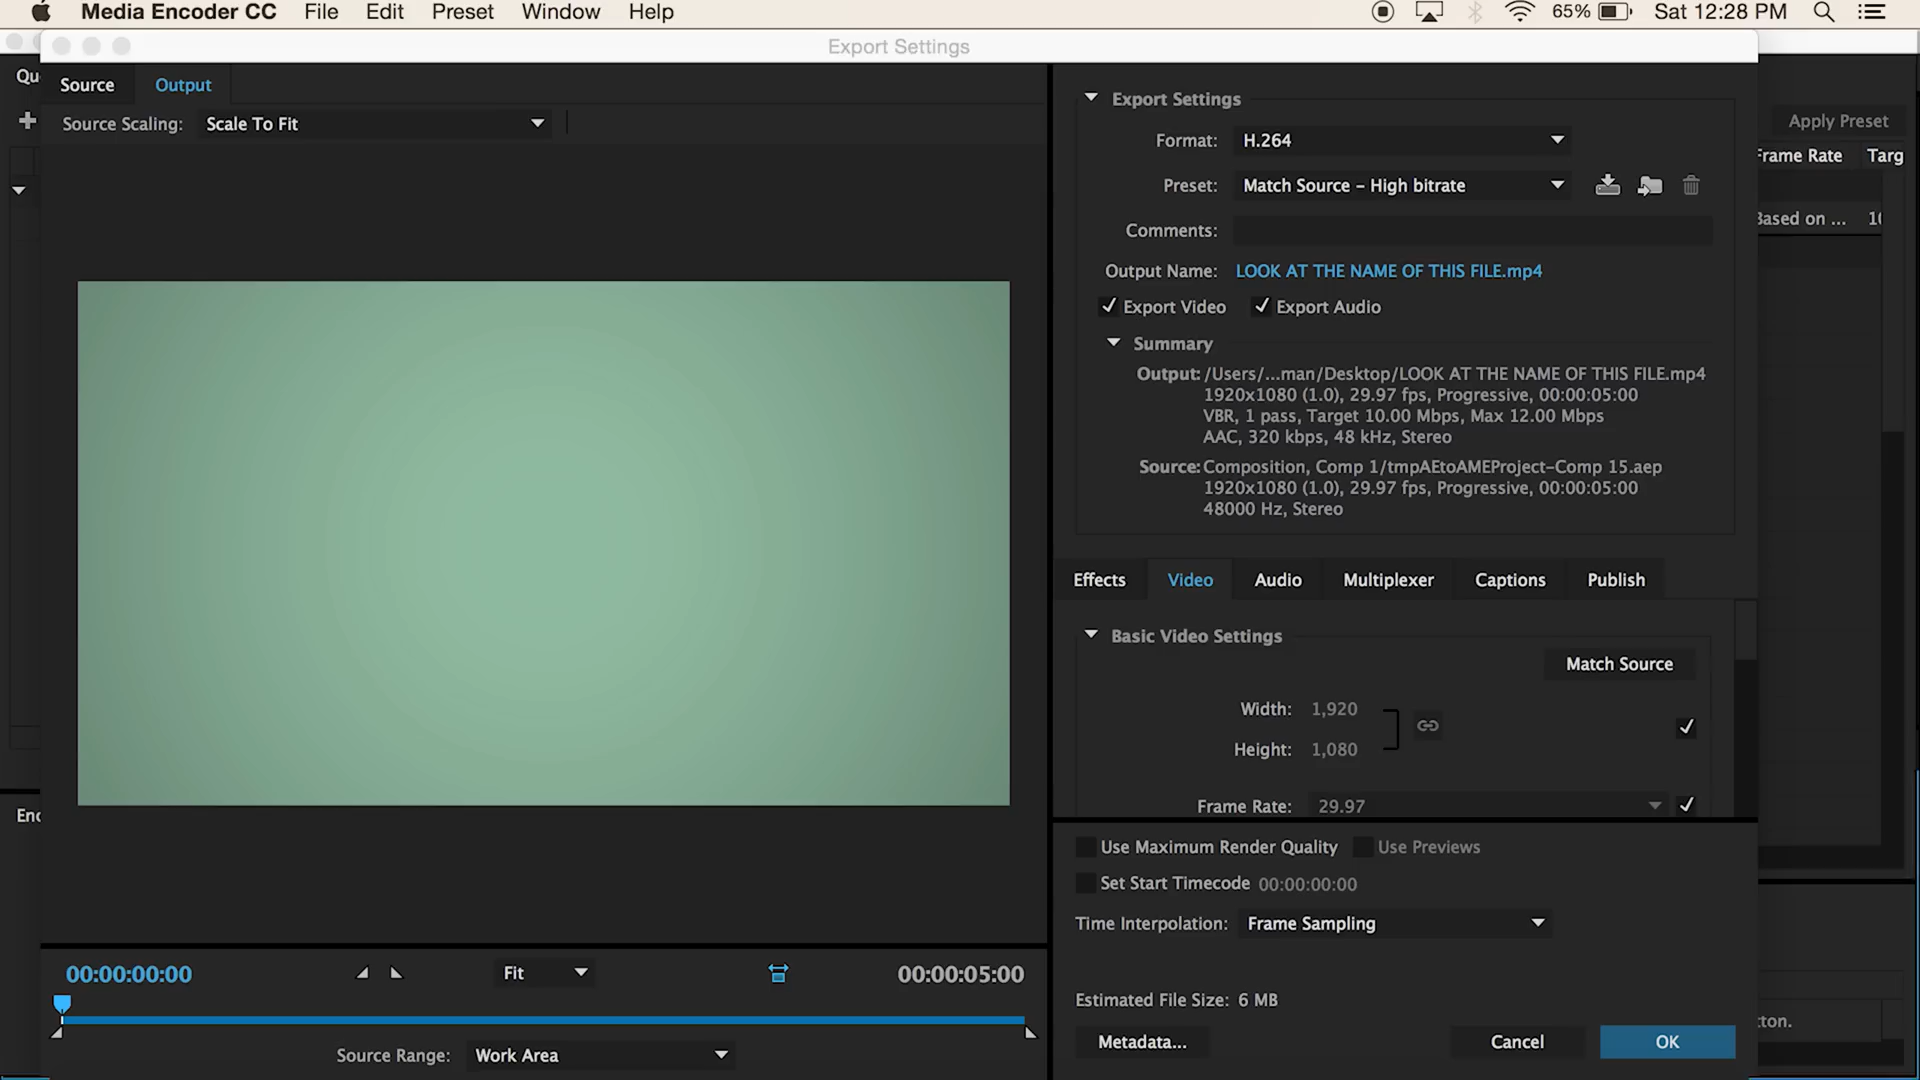 Media Encoder CC File Edit Preset Window Help 65% Sat 12:28 PM
Export Settings
Source Output
Source Scaling: Scale To Fit
Export Settings
Format: H.264
Preset: Match Source – High bitrate
Comments:
Output Name: LOOK AT THE NAME OF THIS FILE.mp4
Export Video Export Audio
Summary
Output: /Users/...man/Desktop/LOOK AT THE NAME OF THIS FILE.mp4
1920x1080 (1.0), 29.97 fps, Progressive, 00:00:05:00
VBR, 1 pass, Target 10.00 Mbps, Max 12.00 Mbps
AAC, 320 kbps, 48 kHz, Stereo
Source: Composition, Comp 1/tmpAEtoAMEProject-Comp 15.aep
1920x1080 (1.0), 29.97 fps, Progressive, 00:00:05:00
48000 Hz, Stereo
Effects Video Audio Multiplexer Captions Publish
Basic Video Settings
Match Source
Width: 1,920
Height: 1,080
Frame Rate: 29.97
Use Maximum Render Quality Use Previews
Set Start Timecode 00:00:00:00
Time Interpolation: Frame Sampling
Estimated File Size: 6 MB
Metadata... Cancel OK
00:00:00:00 Fit 00:00:05:00
Source Range: Work Area
Qu
Enc
Apply Preset
Frame Rate Targ
Based on ... 10
tton.